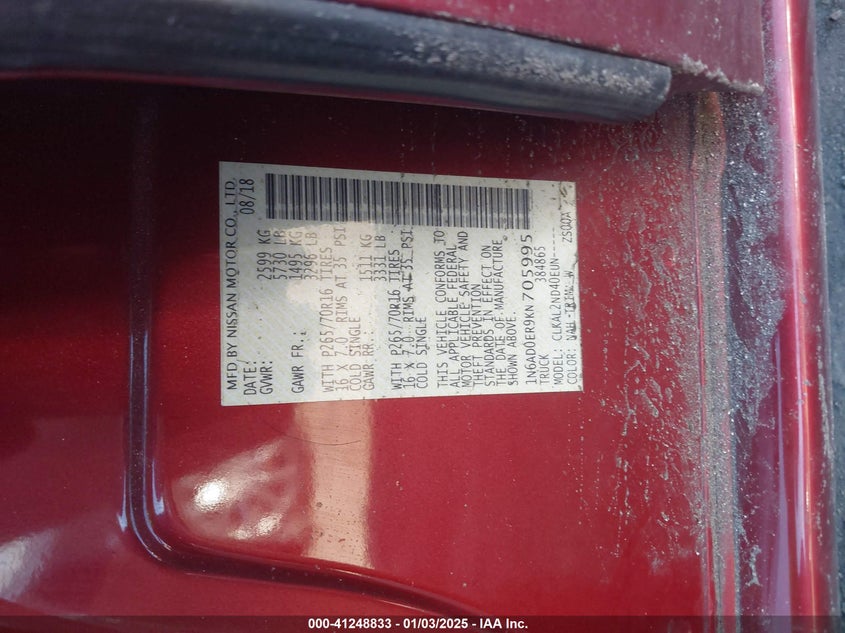 MFD BY NISSAN MOTOR CO., LTD.
DATE: 08/18
GVWR: 2599 KG
5730 LB
GAWR FR.: 1495 KG
3296 LB
WITH P265/70R16 TIRES
16 X 7.0 RIMS AT 35 PSI
COLD SINGLE
GAWR RR.: 1511 KG
3331 LB
WITH P265/70R16 TIRES
16 X 7.0 RIMS AT 35 PSI
COLD SINGLE
THIS VEHICLE CONFORMS TO
ALL APPLICABLE FEDERAL
MOTOR VEHICLE SAFETY AND
THEFT PREVENTION
STANDARDS IN EFFECT ON
THE DATE OF MANUFACTURE
SHOWN ABOVE.
1N6AD0ER9KN705995
TRUCK 384865
MODEL: CLKAL2ND40EUN-----
COLOR: NAH TRIM: W ZS00A
000-41248833 - 01/03/2025 - IAA Inc.